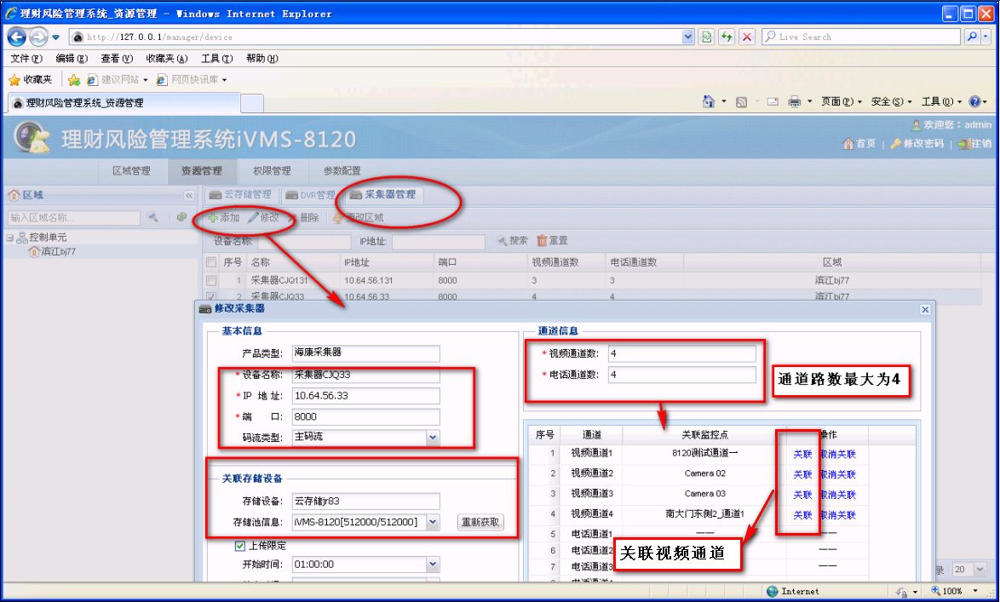 理财风险管理系统_资源管理 - Windows Internet Explorer
http://127.0.0.1/manager/device
Live Search
文件(F) 编辑(E) 查看(V) 收藏夹(A) 工具(T) 帮助(H)
收藏夹 建议网站 网页快讯库
理财风险管理系统_资源管理
页面(P) 安全(S) 工具(O)
理财风险管理系统iVMS-8120
欢迎您：admin
首页 | 修改密码 | 注销
区域管理 资源管理 权限管理 参数配置
区域
云存储管理 DVR管理 采集器管理
输入区域名称...
添加 修改 删除 更改区域
控制单元
滨江bj77
设备名称: IP地址: 搜索 重置
序号 名称 IP地址 端口 视频通道数 电话通道数 区域
1 采集器CJQ131 10.64.56.131 8000 3 3 滨江bj77
2 采集器CJQ33 10.64.56.33 8000 4 4 滨江bj77
修改采集器
基本信息
产品类型: 海康采集器
*设备名称: 采集器CJQ33
*IP 地 址: 10.64.56.33
*端 口: 8000
码流类型: 主码流
关联存储设备
存储设备: 云存储jr83
存储池信息: iVMS-8120[512000/512000] 重新获取
上传限定
开始时间: 01:00:00
通道信息
*视频通道数: 4
*电话通道数: 4
通道路数最大为4
序号 通道 关联监控点 操作
1 视频通道1 8120测试通道一 关联 取消关联
2 视频通道2 Camera 02 关联 取消关联
3 视频通道3 Camera 03 关联 取消关联
4 视频通道4 南大门东侧2_通道1 关联 取消关联
5 电话通道1 —— ——
6 电话通道2 ——
7 电话通道3 ——
关联视频通道
录 20
Internet 100%